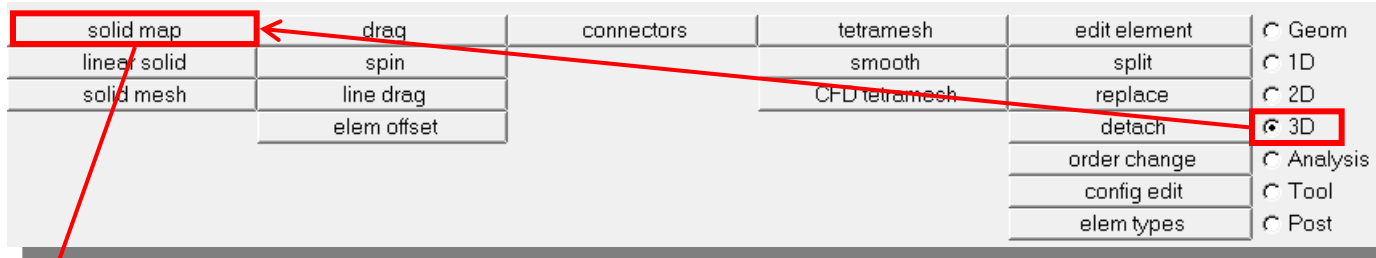 solid map drag connectors tetramesh edit element Geom
linear solid spin smooth split 1D
solid mesh line drag CFD tetramesh replace 2D
elem offset detach 3D
order change Analysis
config edit Tool
elem types Post